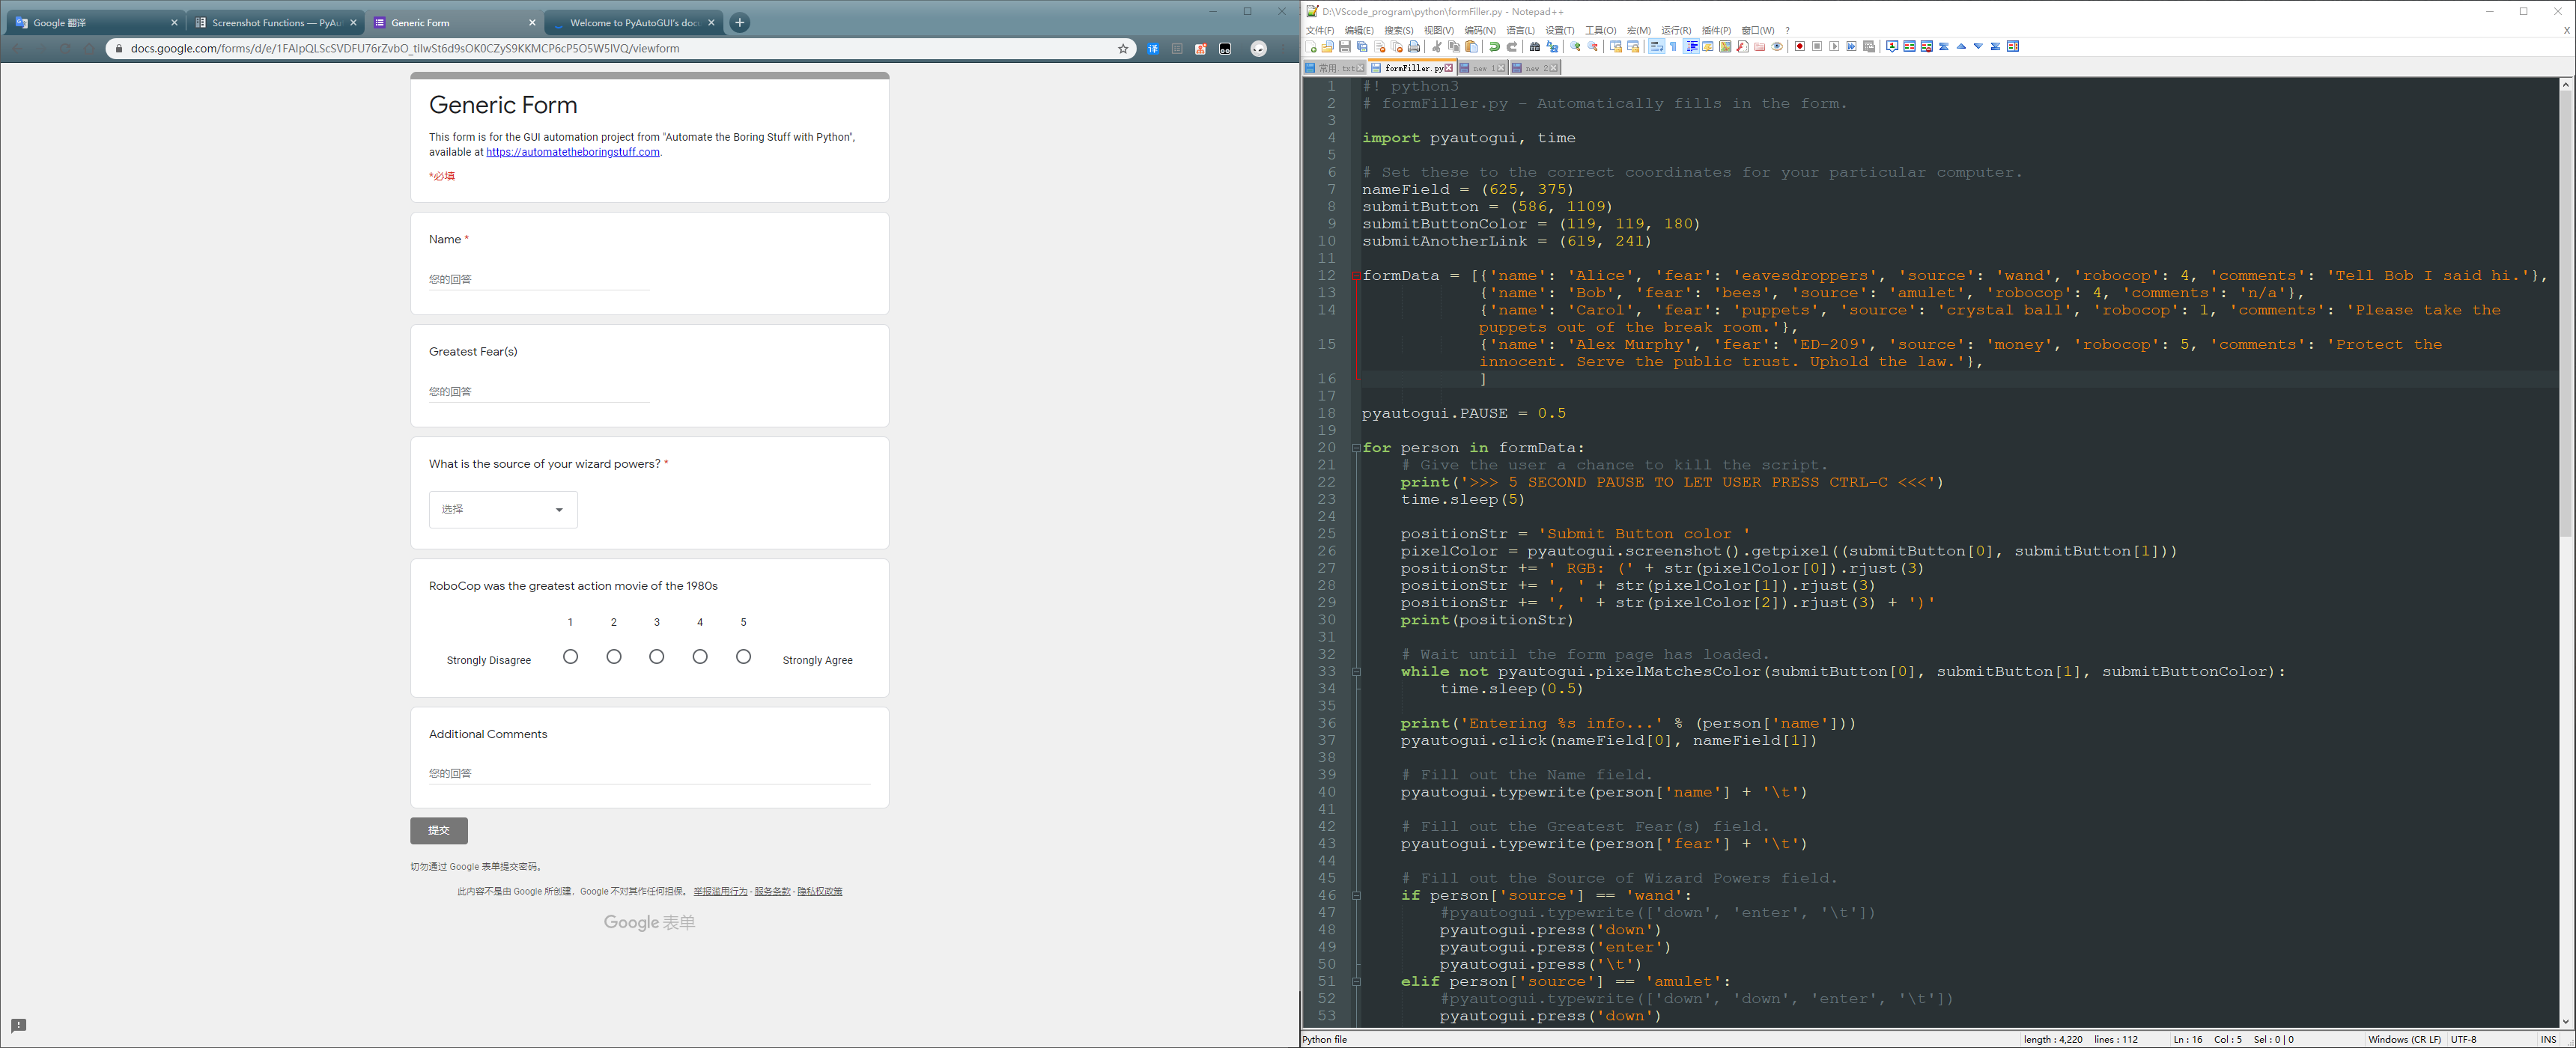 Google 翻译
Screenshot Functions — PyAut
Generic Form
Welcome to PyAutoGUI's docu
docs.google.com/forms/d/e/1FAIpQLScSVDFU76rZvbO_tilwSt6d9sOK0CZyS9KKMCP6cP5O5W5IVQ/viewform
Generic Form
This form is for the GUI automation project from "Automate the Boring Stuff with Python",
available at https://automatetheboringstuff.com.
*必填
Name *
您的回答
Greatest Fear(s)
您的回答
What is the source of your wizard powers? *
选择
RoboCop was the greatest action movie of the 1980s
1 2 3 4 5
Strongly Disagree Strongly Agree
Additional Comments
您的回答
提交
切勿通过 Google 表单提交密码。
此内容不是由 Google 所创建，Google 不对其作任何担保。 举报滥用行为 - 服务条款 - 隐私权政策
Google 表单
D:\VScode_program\python\formFiller.py - Notepad++
文件(F) 编辑(E) 搜索(S) 视图(V) 编码(N) 语言(L) 设置(T) 工具(O) 宏(M) 运行(R) 插件(P) 窗口(W) ? X
常用.txt formFiller.py new 1 new 2
1 #! python3
2 # formFiller.py - Automatically fills in the form.
3
4 import pyautogui, time
5
6 # Set these to the correct coordinates for your particular computer.
7 nameField = (625, 375)
8 submitButton = (586, 1109)
9 submitButtonColor = (119, 119, 180)
10 submitAnotherLink = (619, 241)
11
12 formData = [{'name': 'Alice', 'fear': 'eavesdroppers', 'source': 'wand', 'robocop': 4, 'comments': 'Tell Bob I said hi.'},
13 {'name': 'Bob', 'fear': 'bees', 'source': 'amulet', 'robocop': 4, 'comments': 'n/a'},
14 {'name': 'Carol', 'fear': 'puppets', 'source': 'crystal ball', 'robocop': 1, 'comments': 'Please take the
puppets out of the break room.'},
15 {'name': 'Alex Murphy', 'fear': 'ED-209', 'source': 'money', 'robocop': 5, 'comments': 'Protect the
innocent. Serve the public trust. Uphold the law.'},
16 ]
17
18 pyautogui.PAUSE = 0.5
19
20 for person in formData:
21 # Give the user a chance to kill the script.
22 print('>>> 5 SECOND PAUSE TO LET USER PRESS CTRL-C <<<')
23 time.sleep(5)
24
25 positionStr = 'Submit Button color '
26 pixelColor = pyautogui.screenshot().getpixel((submitButton[0], submitButton[1]))
27 positionStr += ' RGB: (' + str(pixelColor[0]).rjust(3)
28 positionStr += ', ' + str(pixelColor[1]).rjust(3)
29 positionStr += ', ' + str(pixelColor[2]).rjust(3) + ')'
30 print(positionStr)
31
32 # Wait until the form page has loaded.
33 while not pyautogui.pixelMatchesColor(submitButton[0], submitButton[1], submitButtonColor):
34 time.sleep(0.5)
35
36 print('Entering %s info...' % (person['name']))
37 pyautogui.click(nameField[0], nameField[1])
38
39 # Fill out the Name field.
40 pyautogui.typewrite(person['name'] + '\t')
41
42 # Fill out the Greatest Fear(s) field.
43 pyautogui.typewrite(person['fear'] + '\t')
44
45 # Fill out the Source of Wizard Powers field.
46 if person['source'] == 'wand':
47 #pyautogui.typewrite(['down', 'enter', '\t'])
48 pyautogui.press('down')
49 pyautogui.press('enter')
50 pyautogui.press('\t')
51 elif person['source'] == 'amulet':
52 #pyautogui.typewrite(['down', 'down', 'enter', '\t'])
53 pyautogui.press('down')
Python file length : 4,220 lines : 112 Ln : 16 Col : 5 Sel : 0 | 0 Windows (CR LF) UTF-8 INS